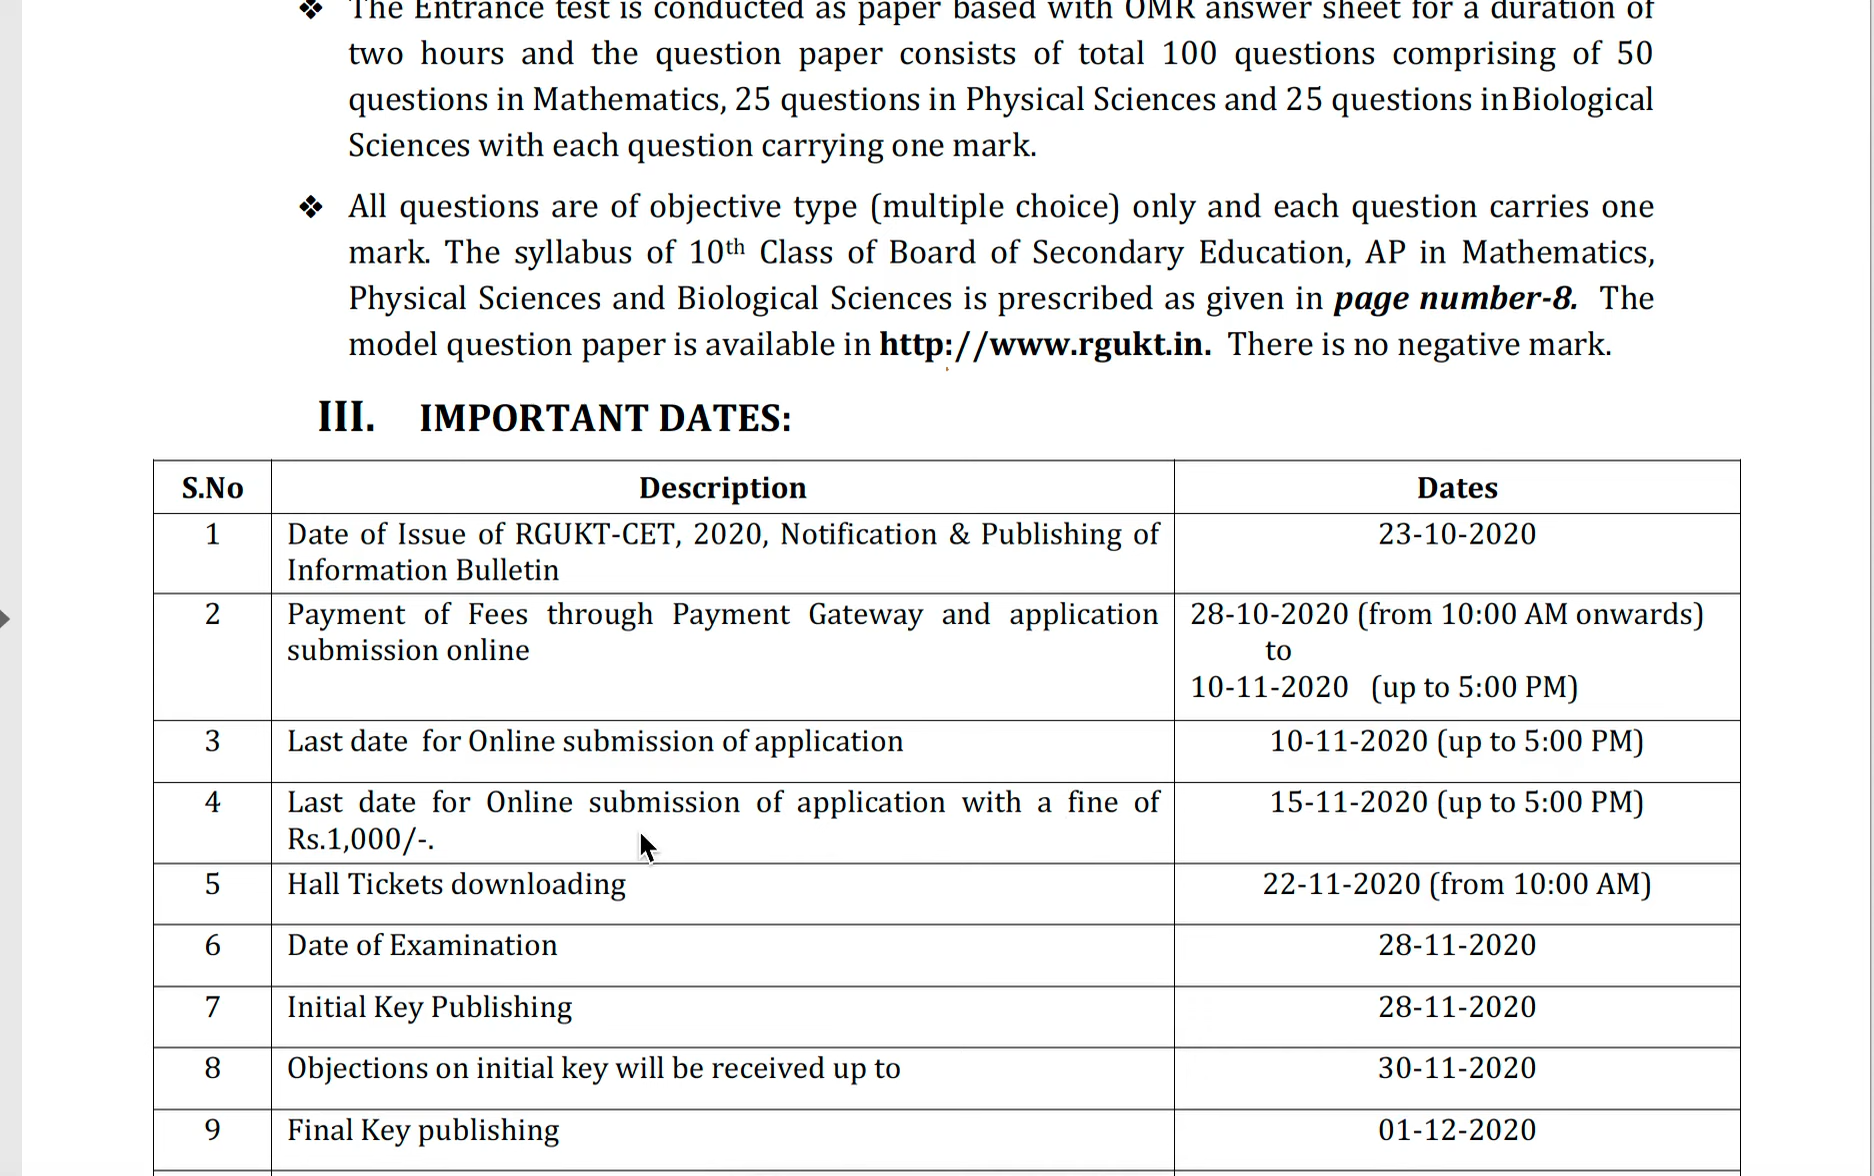 ❖ The Entrance test is conducted as paper based with OMR answer sheet for a duration of
two hours and the question paper consists of total 100 questions comprising of 50
questions in Mathematics, 25 questions in Physical Sciences and 25 questions inBiological
Sciences with each question carrying one mark.
❖ All questions are of objective type (multiple choice) only and each question carries one
mark. The syllabus of 10th Class of Board of Secondary Education, AP in Mathematics,
Physical Sciences and Biological Sciences is prescribed as given in page number-8. The
model question paper is available in http://www.rgukt.in. There is no negative mark.
III. IMPORTANT DATES:
S.No Description Dates
1 Date of Issue of RGUKT-CET, 2020, Notification & Publishing of 23-10-2020
Information Bulletin
2 Payment of Fees through Payment Gateway and application 28-10-2020 (from 10:00 AM onwards)
submission online to
10-11-2020 (up to 5:00 PM)
3 Last date for Online submission of application 10-11-2020 (up to 5:00 PM)
4 Last date for Online submission of application with a fine of 15-11-2020 (up to 5:00 PM)
Rs.1,000/-.
5 Hall Tickets downloading 22-11-2020 (from 10:00 AM)
6 Date of Examination 28-11-2020
7 Initial Key Publishing 28-11-2020
8 Objections on initial key will be received up to 30-11-2020
9 Final Key publishing 01-12-2020